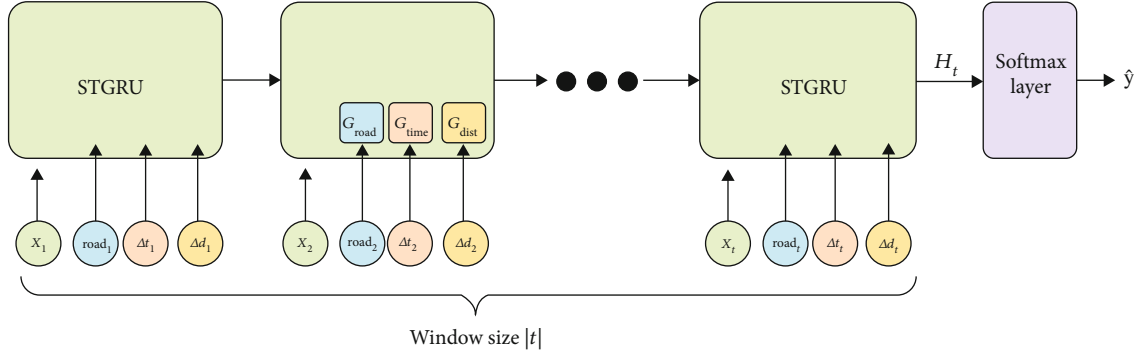 STGRU
G_road G_time G_dist
STGRU
H_t
Softmax
layer
ŷ
X_1 road_1 Δt_1 Δd_1
X_2 road_2 Δt_2 Δd_2
X_t road_t Δt_t Δd_t
Window size |t|